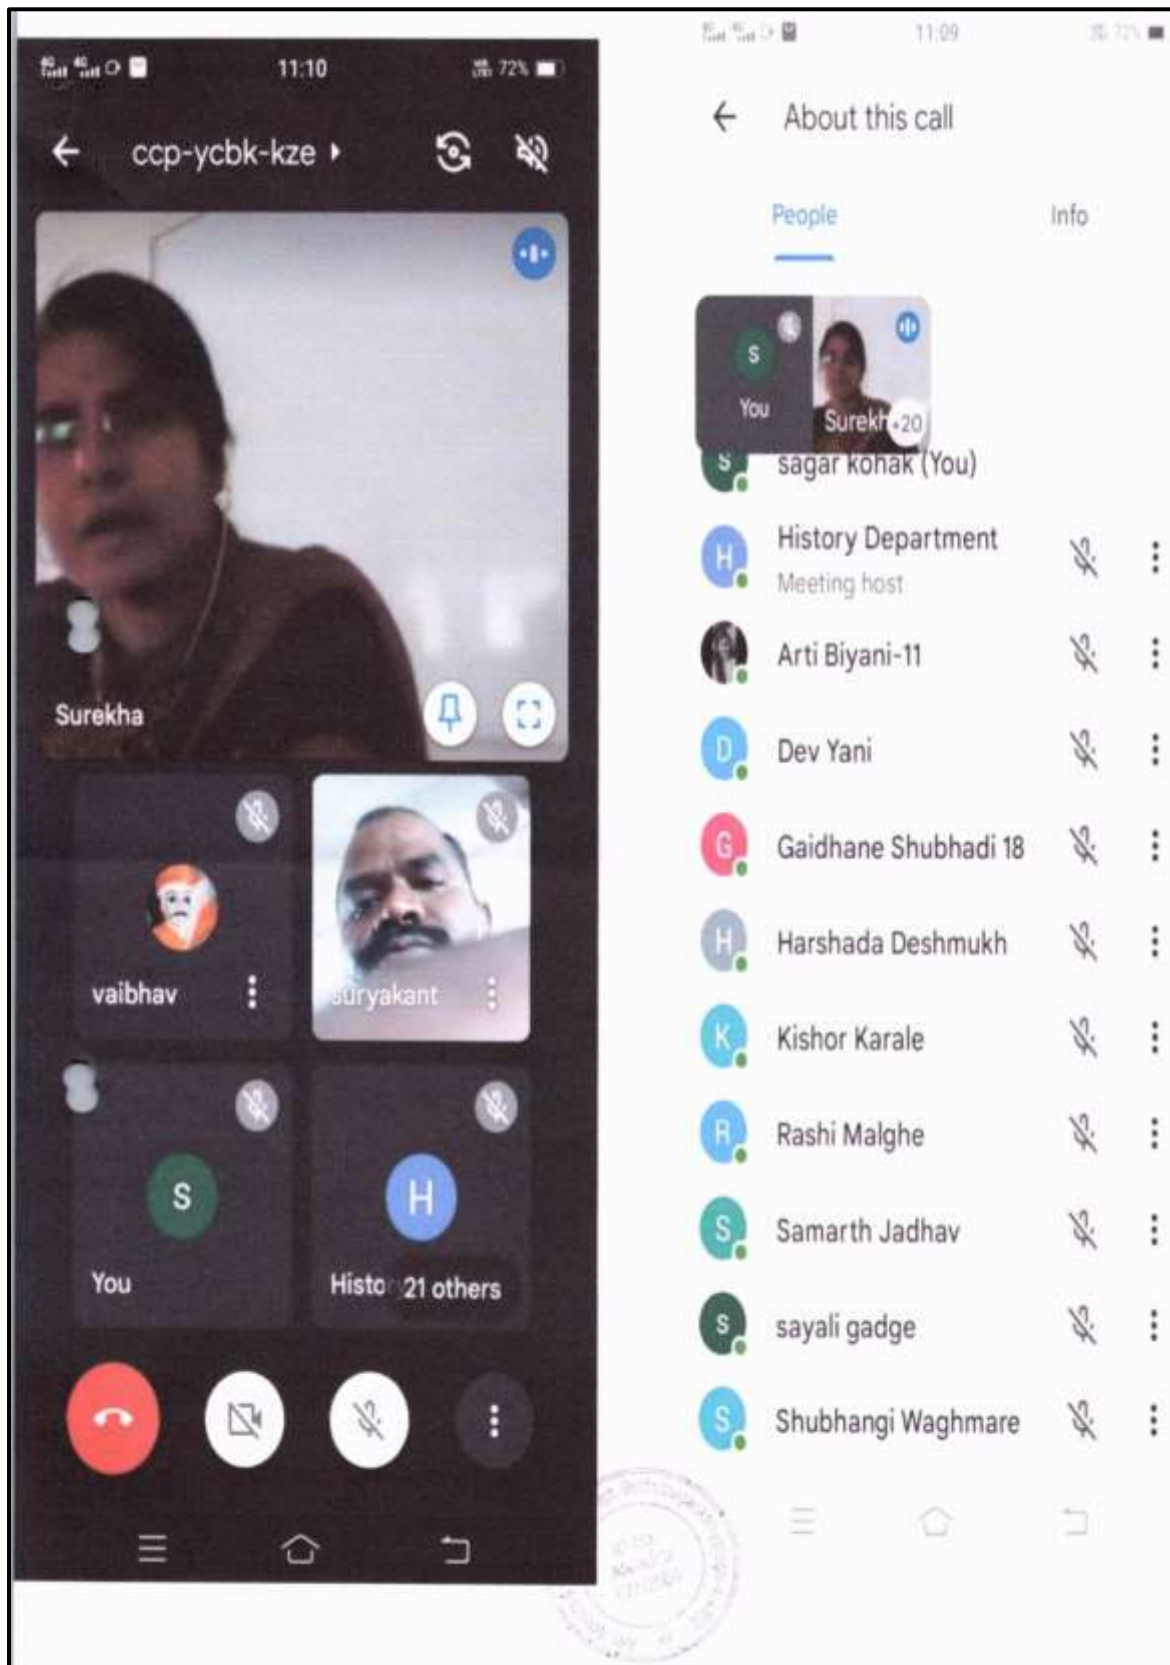 11:10
72%
ccp-ycbk-kze
Surekha
vaibhav
suryakant
S
You
H
Histo
21 others
11:09
72%
About this call
People
Info
S
You
Surekh
+20
S
sagar kohak (You)
H
History Department
Meeting host
Arti Biyani-11
D
Dev Yani
G
Gaidhane Shubhadi 18
H
Harshada Deshmukh
K
Kishor Karale
R
Rashi Malghe
S
Samarth Jadhav
s
sayali gadge
S
Shubhangi Waghmare